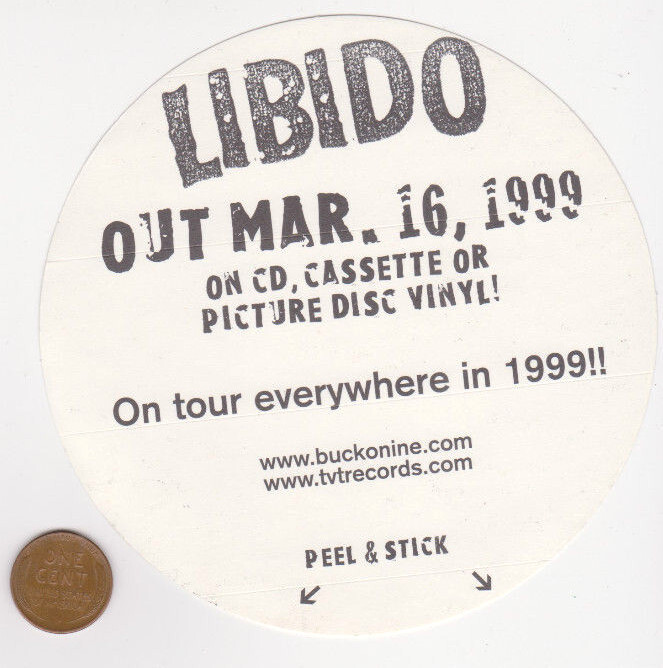 LIBIDO
OUT MAR. 16, 1999
ON CD, CASSETTE OR
PICTURE DISC VINYL!
On tour everywhere in 1999!!
www.buckonine.com
www.tvtrecords.com
PEEL & STICK
ONE
CENT